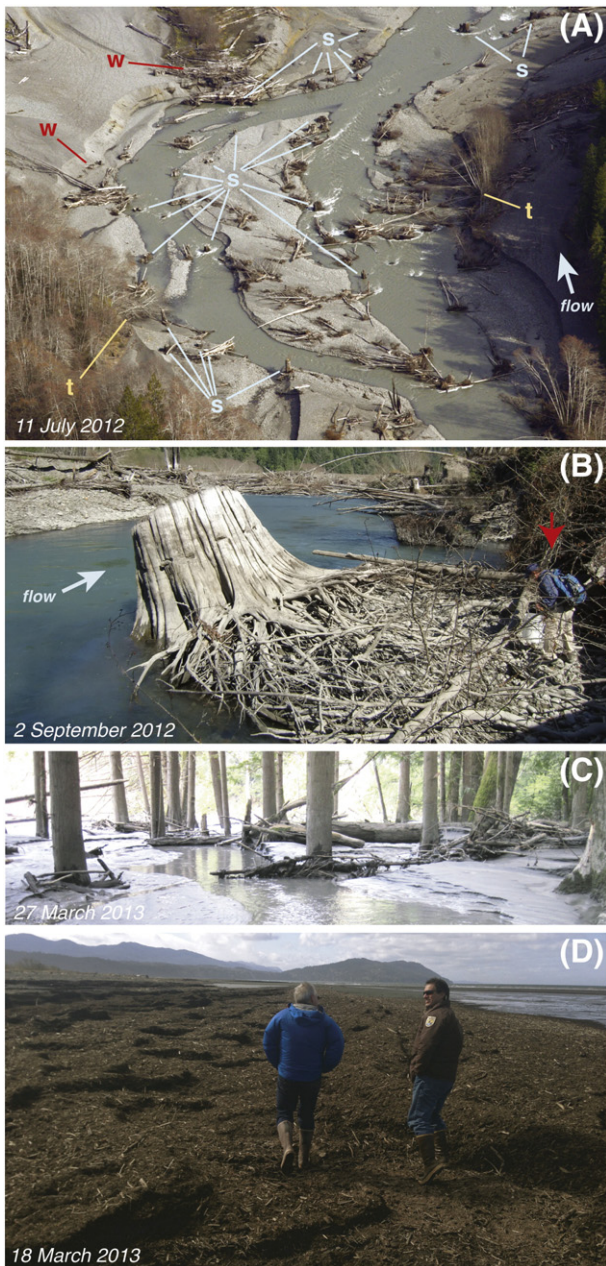 (A)
s
w
s
w
s
t
flow
t
s
11 July 2012
(B)
flow
2 September 2012
(C)
27 March 2013
(D)
18 March 2013